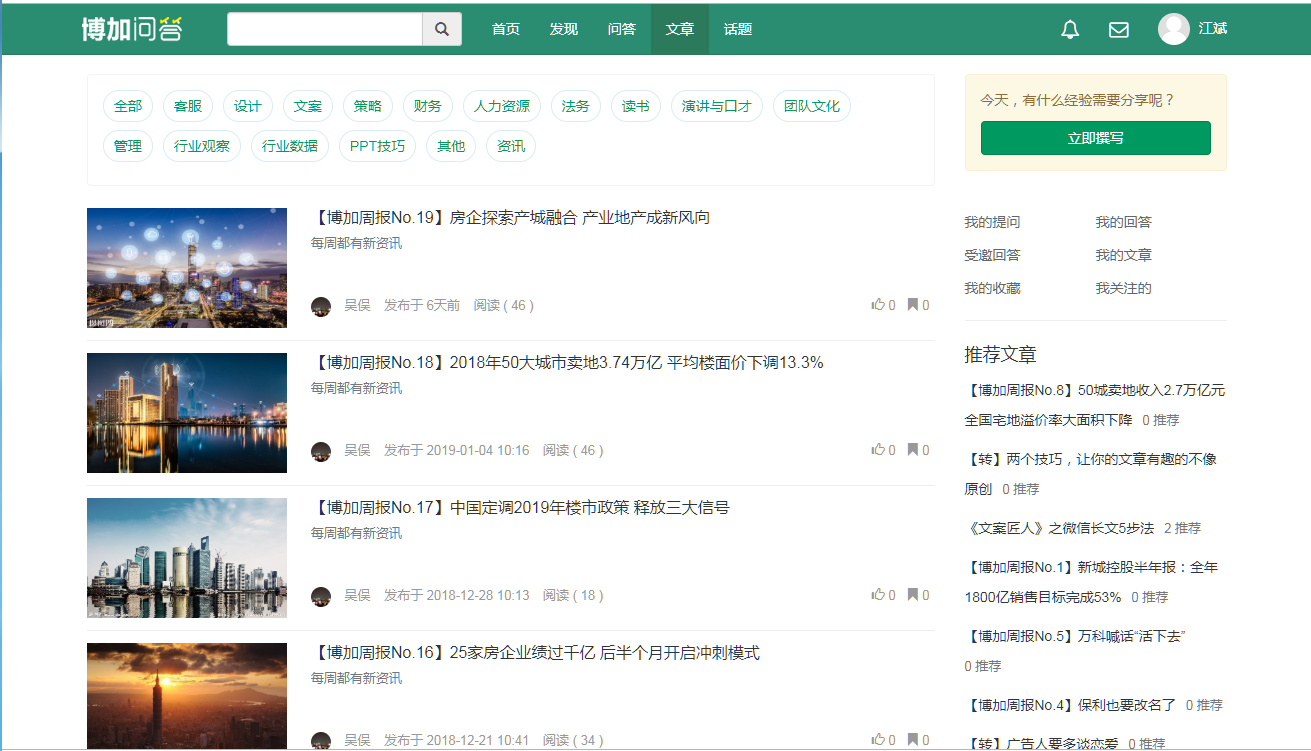 博加问答
首页 发现 问答 文章 话题
江斌
全部 客服 设计 文案 策略 财务 人力资源 法务 读书 演讲与口才 团队文化
管理 行业观察 行业数据 PPT技巧 其他 资讯
【博加周报No.19】房企探索产城融合 产业地产成新风向
每周都有新资讯
吴俣 发布于 6天前 阅读 ( 46 ) 0 0
【博加周报No.18】2018年50大城市卖地3.74万亿 平均楼面价下调13.3%
每周都有新资讯
吴俣 发布于 2019-01-04 10:16 阅读 ( 46 ) 0 0
【博加周报No.17】中国定调2019年楼市政策 释放三大信号
每周都有新资讯
吴俣 发布于 2018-12-28 10:13 阅读 ( 18 ) 0 0
【博加周报No.16】25家房企业绩过千亿 后半个月开启冲刺模式
每周都有新资讯
吴俣 发布于 2018-12-21 10:41 阅读 ( 34 ) 0 0
今天，有什么经验需要分享呢？
立即撰写
我的提问 我的回答
受邀回答 我的文章
我的收藏 我关注的
推荐文章
【博加周报No.8】50城卖地收入2.7万亿元
全国宅地溢价率大面积下降 0 推荐
【转】两个技巧，让你的文章有趣的不像
原创 0 推荐
《文案匠人》之微信长文5步法 2 推荐
【博加周报No.1】新城控股半年报：全年
1800亿销售目标完成53% 0 推荐
【博加周报No.5】万科喊话“活下去”
0 推荐
【博加周报No.4】保利也要改名了 0 推荐
【转】广告人要多谈恋爱 0 推荐